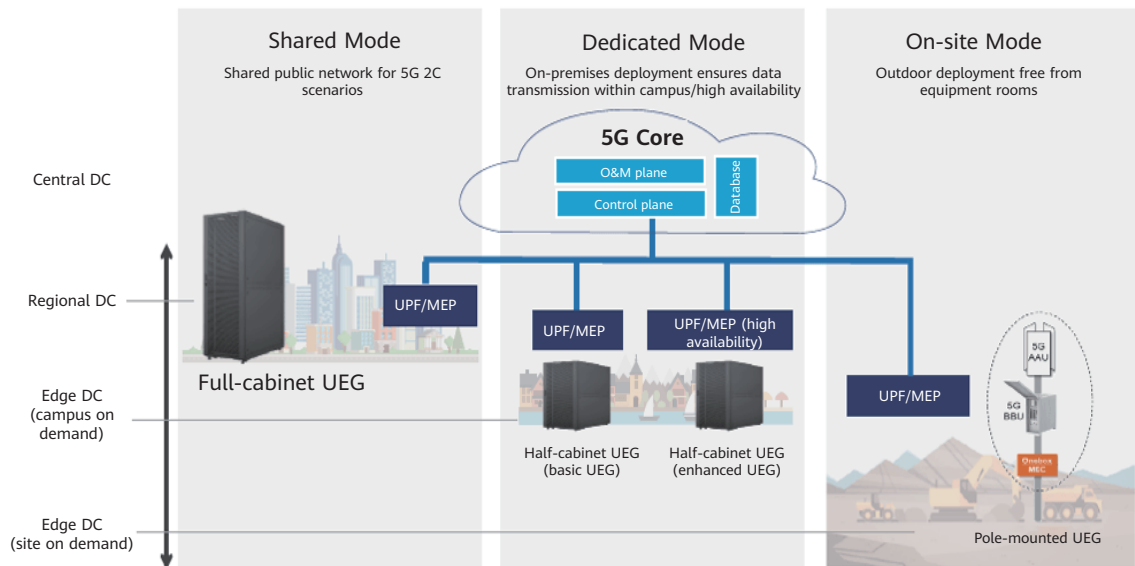 Shared Mode
Shared public network for 5G 2C
scenarios
Dedicated Mode
On-premises deployment ensures data
transmission within campus/high availability
On-site Mode
Outdoor deployment free from
equipment rooms
5G Core
O&M plane
Control plane
Database
Central DC
Regional DC
Edge DC
(campus on
demand)
Edge DC
(site on demand)
UPF/MEP
Full-cabinet UEG
UPF/MEP
UPF/MEP (high
availability)
Half-cabinet UEG
(basic UEG)
Half-cabinet UEG
(enhanced UEG)
UPF/MEP
5G
AAU
5G
BBU
Onebox
MEC
Pole-mounted UEG